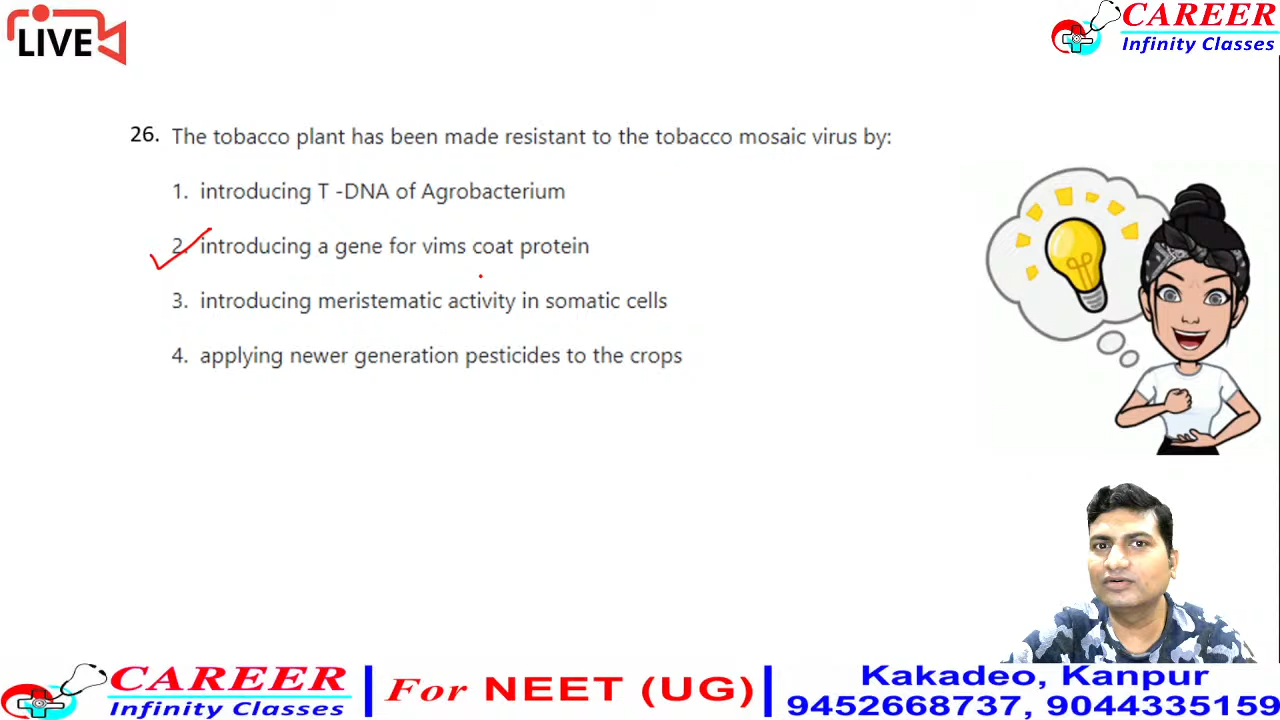 LIVE
CAREER
Infinity Classes
26. The tobacco plant has been made resistant to the tobacco mosaic virus by:
1. introducing T -DNA of Agrobacterium
2. introducing a gene for vims coat protein
3. introducing meristematic activity in somatic cells
4. applying newer generation pesticides to the crops
CAREER
Infinity Classes
For NEET (UG)
Kakadeo, Kanpur
9452668737, 9044335159